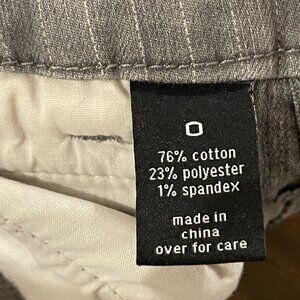 0
76% cotton
23% polyester
1% spandex
made in
china
over for care